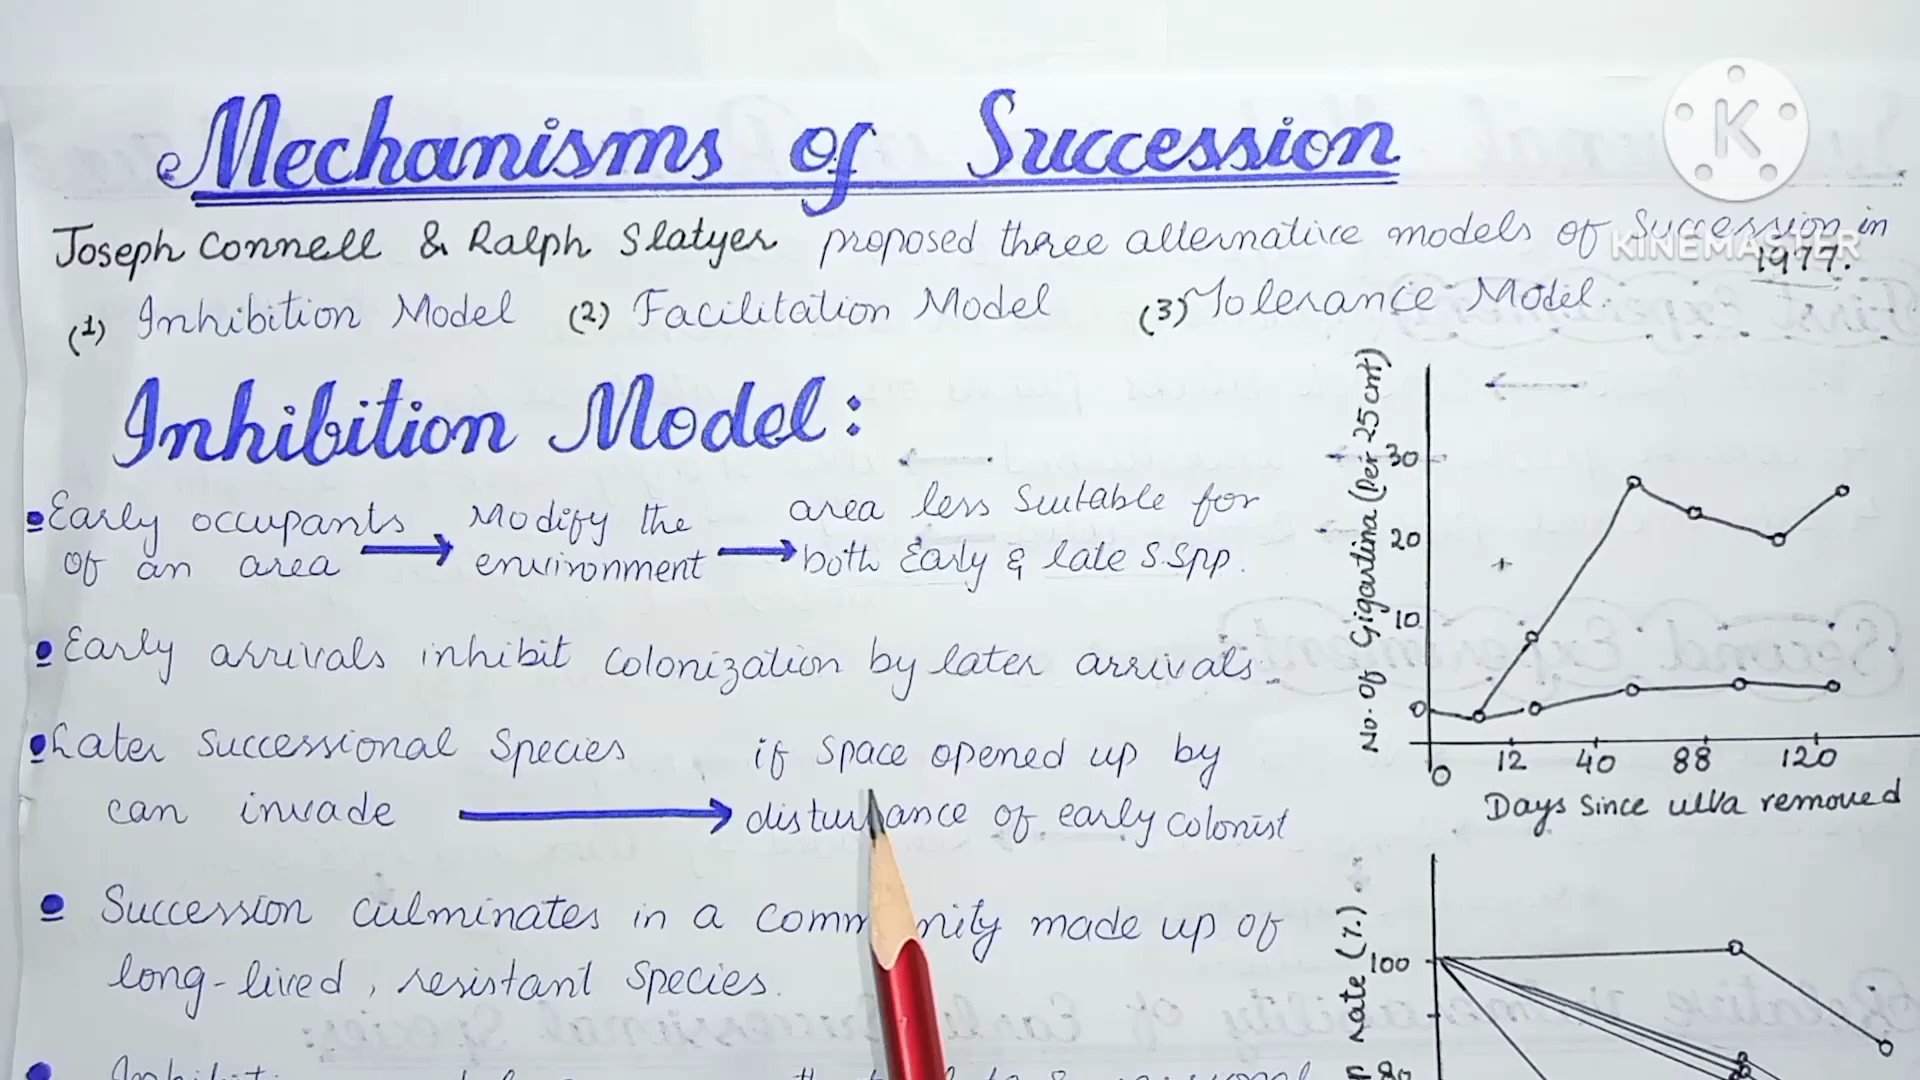 Mechanisms of Succession
K
KINEMASTER
Joseph Connell & Ralph Slatyer proposed three alternative models of Succession in 1977.
(1) Inhibition Model (2) Facilitation Model (3) Tolerance Model.
Inhibition Model:
Early occupants of an area → Modify the environment → area less suitable for both Early & late S.Spp.
Early arrivals inhibit colonization by later arrivals
Later successional species can invade → if space opened up by disturbance of early colonist
Succession culminates in a community made up of
long-lived, resistant species.
No. of Gigartina (per 25 cm²)
30
20
10
0
0 12 40 88 120
Days since ulva removed
Rate (%)
100
80